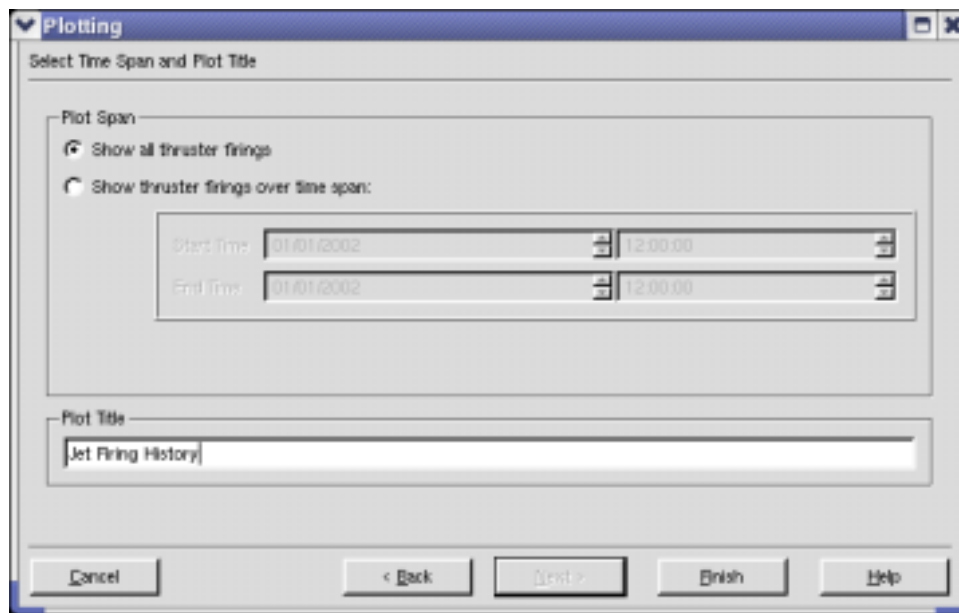 Plotting
Select Time Span and Plot Title
Plot Span
Show all thruster firings
Show thruster firings over time span:
Start Time 01/01/2002 12:00:00
End Time 01/01/2002 12:00:00
Plot Title
Jet Firing History
Cancel < Back Next > Finish Help